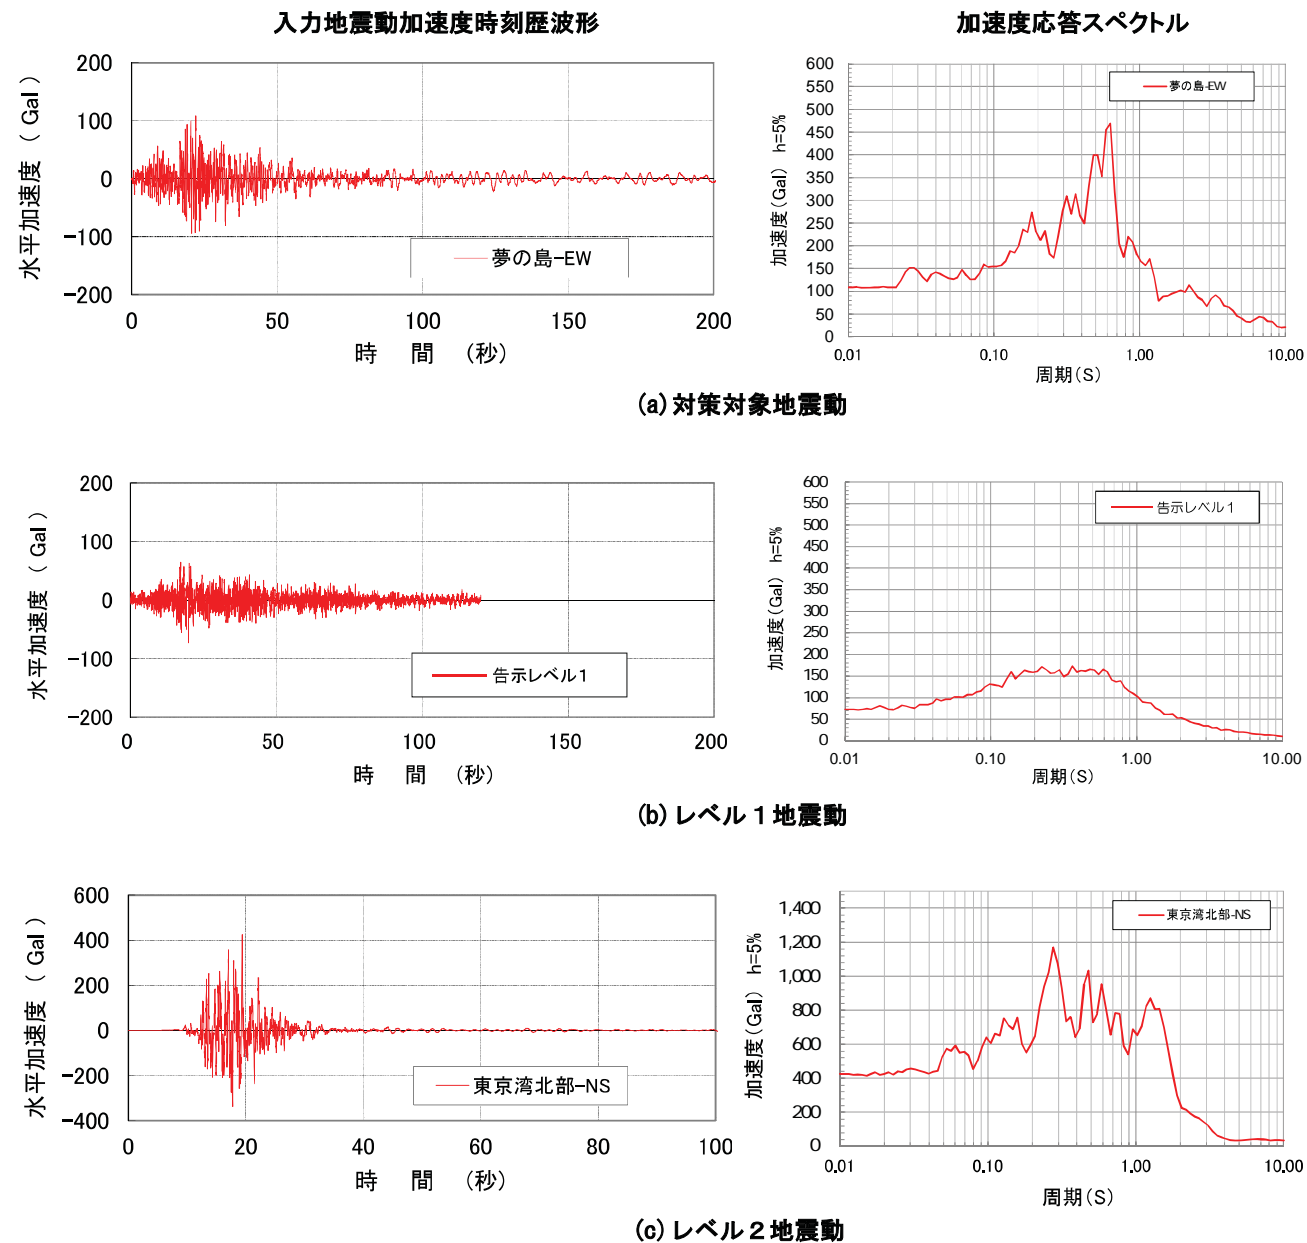 入力地震動加速度時刻歴波形
加速度応答スペクトル
水平加速度 (Gal)
200
100
0
-100
-200
夢の島-EW
0 50 100 150 200
時 間 (秒)
加速度(Gal) h=5%
600
550
500
450
400
350
300
250
200
150
100
50
0
夢の島-EW
0.01 0.10 1.00 10.00
周期(S)
(a) 対策対象地震動
水平加速度 (Gal)
200
100
0
-100
-200
告示レベル1
0 50 100 150 200
時 間 (秒)
加速度(Gal) h=5%
600
550
500
450
400
350
300
250
200
150
100
50
0
告示レベル1
0.01 0.10 1.00 10.00
周期(S)
(b) レベル1地震動
水平加速度 (Gal)
600
400
200
0
-200
-400
東京湾北部-NS
0 20 40 60 80 100
時 間 (秒)
加速度(Gal) h=5%
1,400
1,200
1,000
800
600
400
200
0
東京湾北部-NS
0.01 0.10 1.00 10.00
周期(S)
(c) レベル2地震動